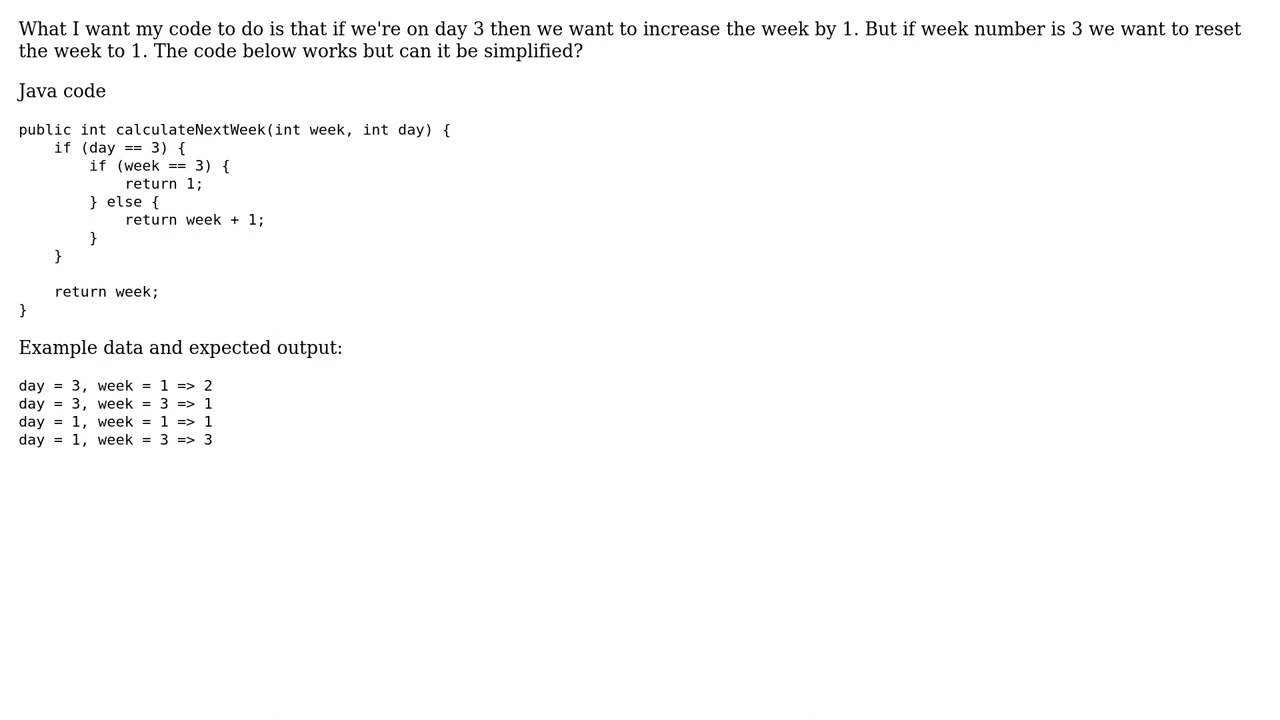 What I want my code to do is that if we're on day 3 then we want to increase the week by 1. But if week number is 3 we want to reset
the week to 1. The code below works but can it be simplified?
Java code
public int calculateNextWeek(int week, int day) {
    if (day == 3) {
        if (week == 3) {
            return 1;
        } else {
            return week + 1;
        }
    }
    return week;
}
Example data and expected output:
day = 3, week = 1 => 2
day = 3, week = 3 => 1
day = 1, week = 1 => 1
day = 1, week = 3 => 3